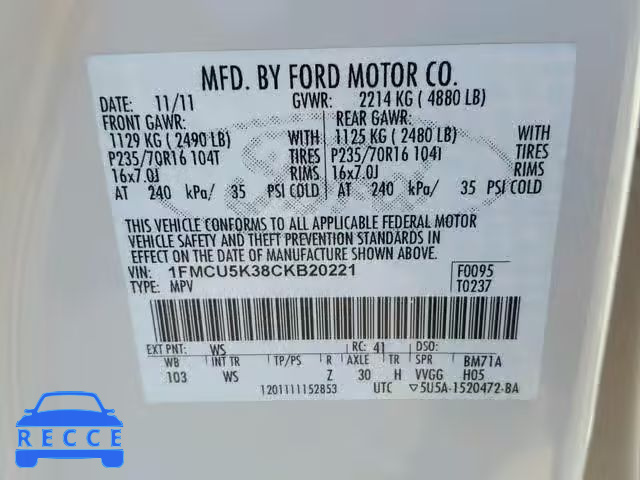 MFD. BY FORD MOTOR CO.
DATE: 11/11 GVWR: 2214 KG ( 4880 LB)
FRONT GAWR: REAR GAWR:
1129 KG ( 2490 LB) WITH 1125 KG ( 2480 LB) WITH
P235/70R16 104T TIRES P235/70R16 104T TIRES
16x7.0J RIMS 16x7.0J RIMS
AT 240 kPa/ 35 PSI COLD AT 240 kPa/ 35 PSI COLD
THIS VEHICLE CONFORMS TO ALL APPLICABLE FEDERAL MOTOR
VEHICLE SAFETY AND THEFT PREVENTION STANDARDS IN
EFFECT ON THE DATE OF MANUFACTURE SHOWN ABOVE.
VIN: 1FMCU5K38CKB20221 F0095
TYPE: MPV T0237
EXT PNT: WS RC: 41 DSO:
WB INT TR TP/PS R AXLE TR SPR BM71A
103 WS Z 30 H VVGG H05
1201111152853 UTC ▽5U5A-1520472-BA
RECCE